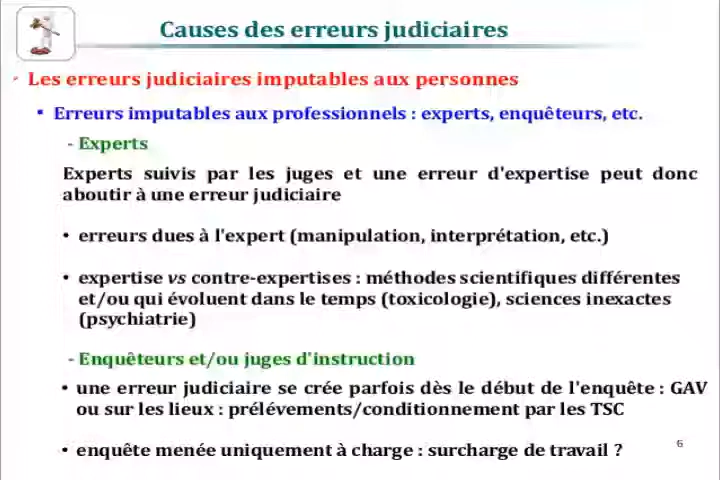 Causes des erreurs judiciaires
Les erreurs judiciaires imputables aux personnes
• Erreurs imputables aux professionnels : experts, enquêteurs, etc.
- Experts
Experts suivis par les juges et une erreur d'expertise peut donc
aboutir à une erreur judiciaire
• erreurs dues à l'expert (manipulation, interprétation, etc.)
• expertise vs contre-expertises : méthodes scientifiques différentes
et/ou qui évoluent dans le temps (toxicologie), sciences inexactes
(psychiatrie)
- Enquêteurs et/ou juges d'instruction
• une erreur judiciaire se crée parfois dès le début de l'enquête : GAV
ou sur les lieux : prélévements/conditionnement par les TSC
• enquête menée uniquement à charge : surcharge de travail ?
6